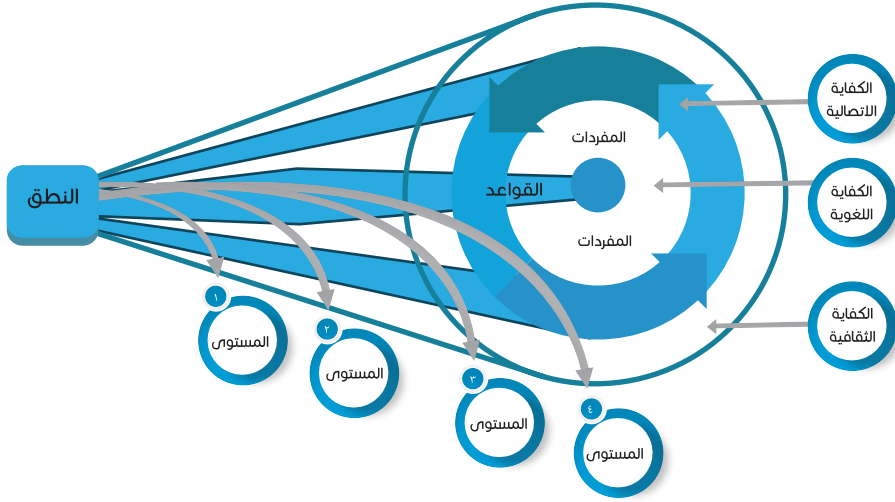 الكفاية
الاتصالية
المفردات
النطق
القواعد
الكفاية
اللغوية
المفردات
الكفاية
الثقافية
١
المستوى
٢
المستوى
٣
المستوى
٤
المستوى